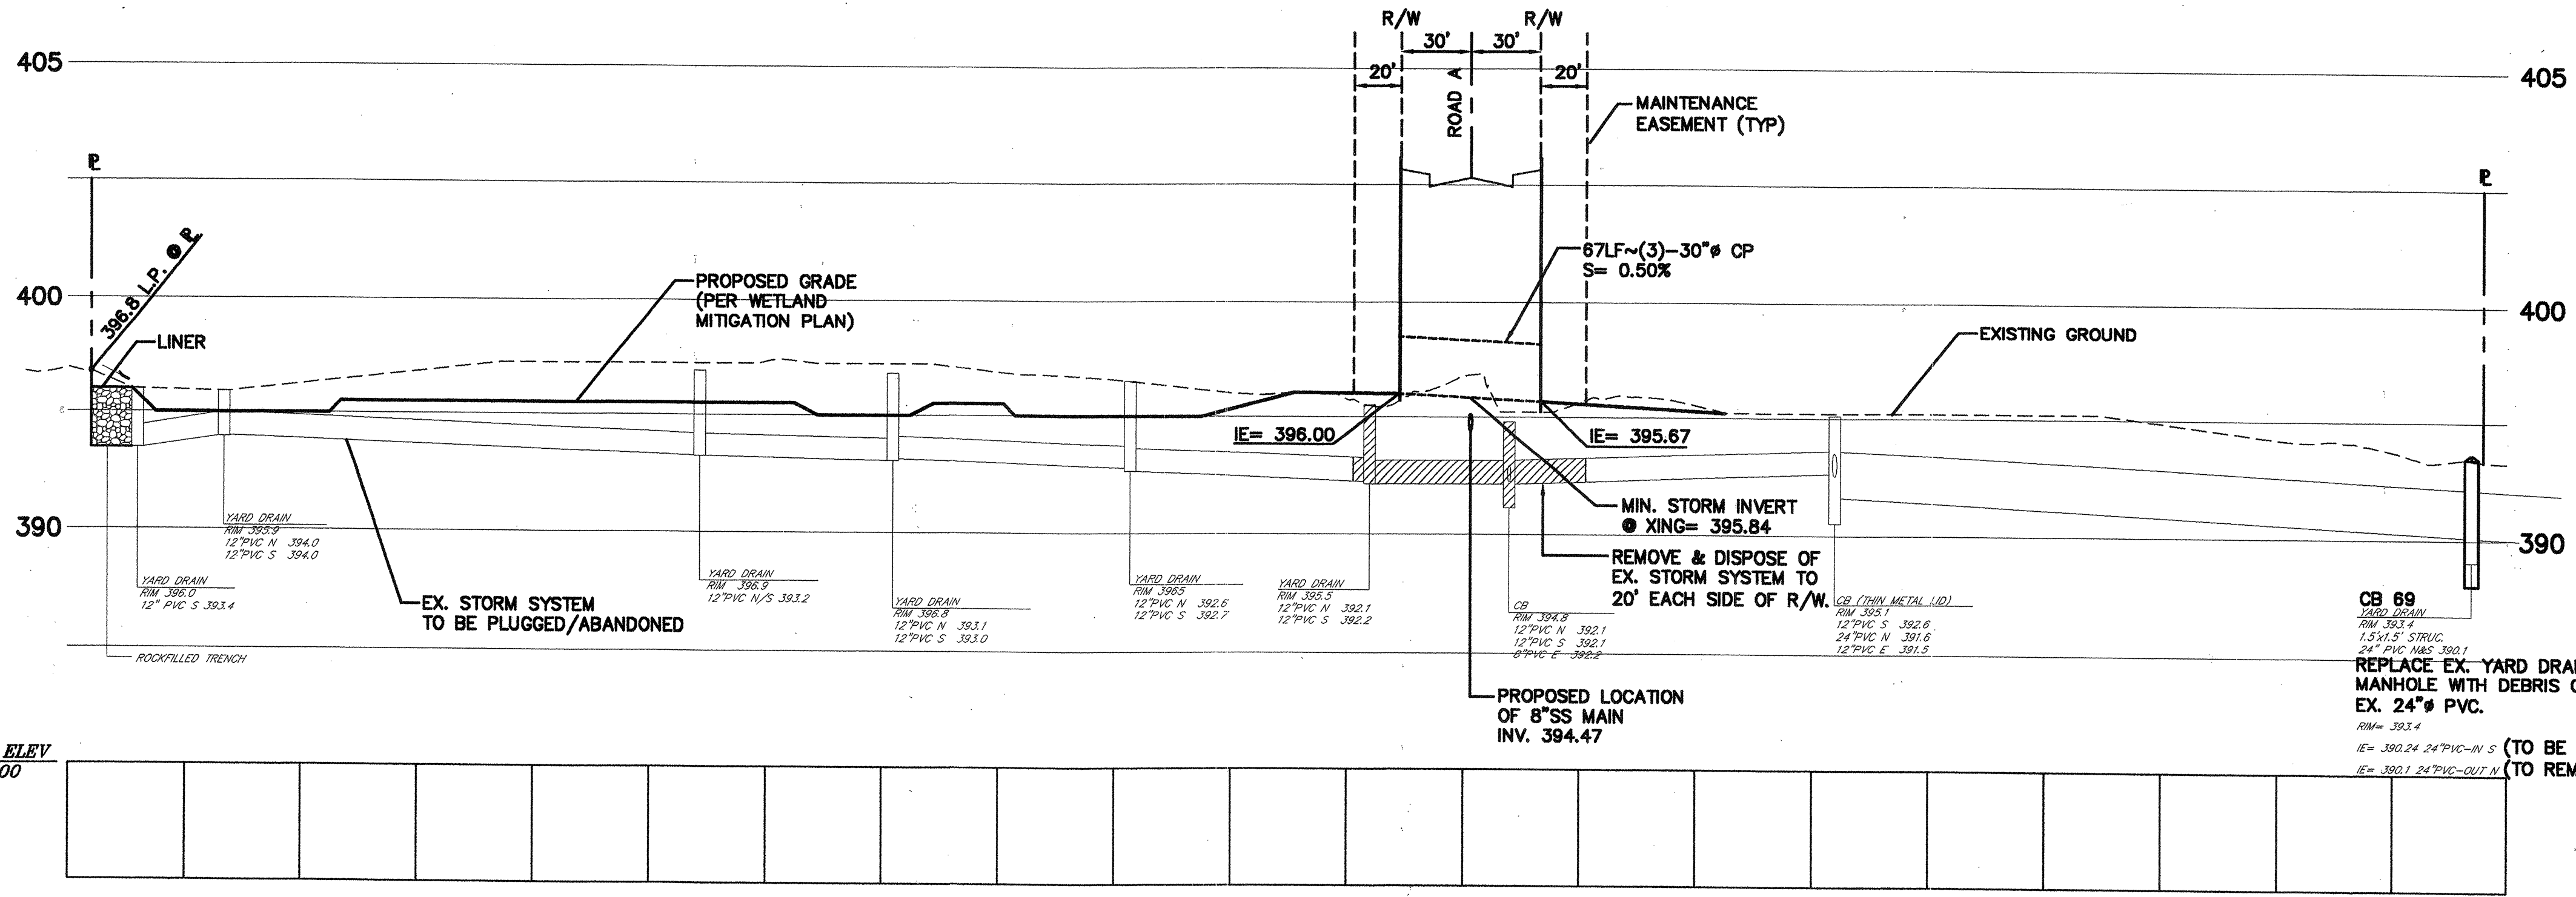 R/W
R/W
30'
30'
405
405
20'
20'
ROAD A
MAINTENANCE
EASEMENT (TYP)
PL
PL
67LF~(3)-30"ø CP
S= 0.50%
396.8 L.P. @ PL
PROPOSED GRADE
(PER WETLAND
MITIGATION PLAN)
400
400
LINER
EXISTING GROUND
IE= 396.00
IE= 395.67
MIN. STORM INVERT
@ XING= 395.84
390
390
YARD DRAIN
RIM 395.9
12"PVC N 394.0
12"PVC S 394.0
REMOVE & DISPOSE OF
EX. STORM SYSTEM TO
20' EACH SIDE OF R/W.
YARD DRAIN
RIM 396.0
12" PVC S 393.4
YARD DRAIN
RIM 396.9
12"PVC N/S 393.2
YARD DRAIN
RIM 396.8
12"PVC N 393.1
12"PVC S 393.0
YARD DRAIN
RIM 3965
12"PVC N 392.6
12"PVC S 392.7
YARD DRAIN
RIM 395.5
12"PVC N 392.1
12"PVC S 392.2
CB
RIM 394.8
12"PVC N 392.1
12"PVC S 392.1
8"PVC E 392.2
CB (THIN METAL LID)
RIM 395.1
12"PVC S 392.6
24"PVC N 391.6
12"PVC E 391.5
EX. STORM SYSTEM
TO BE PLUGGED/ABANDONED
ROCKFILLED TRENCH
CB 69
YARD DRAIN
RIM 393.4
1.5'x1.5' STRUC.
24" PVC N&S 390.1
REPLACE EX. YARD
MANHOLE WITH DEBRIS
EX. 24"ø PVC.
RIM= 393.4
IE= 390.24 24"PVC-IN S (TO BE
IE= 390.1 24"PVC-OUT N (TO
PROPOSED LOCATION
OF 8"SS MAIN
INV. 394.47
ELEV
00